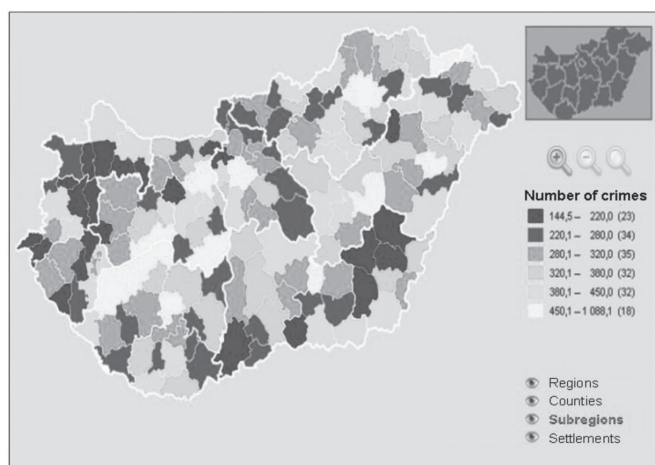 Number of crimes
144,5 – 220,0 (23)
220,1 – 280,0 (34)
280,1 – 320,0 (35)
320,1 – 380,0 (32)
380,1 – 450,0 (32)
450,1 – 1 088,1 (18)
Regions
Counties
Subregions
Settlements